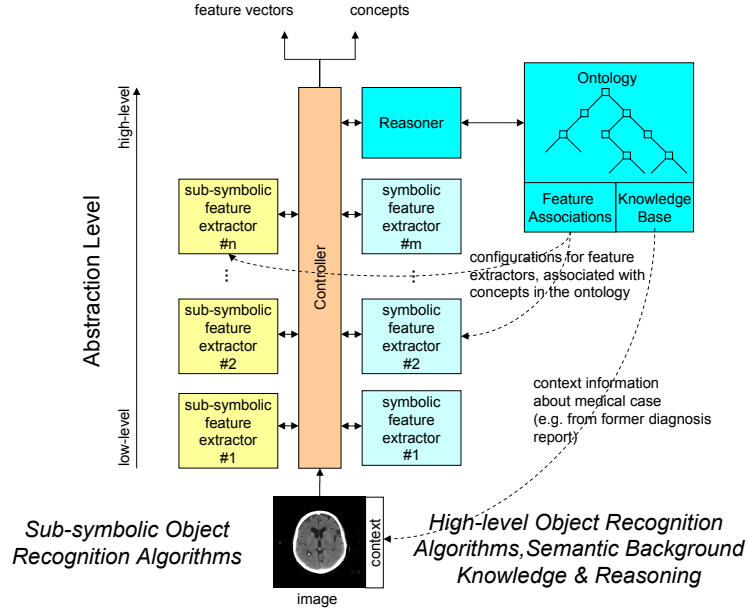 feature vectors
concepts
high-level
Abstraction Level
low-level
Controller
Reasoner
Ontology
Feature
Associations
Knowledge
Base
sub-symbolic
feature
extractor
#n
symbolic
feature
extractor
#m
...
...
configurations for feature
extractors, associated with
concepts in the ontology
sub-symbolic
feature
extractor
#2
symbolic
feature
extractor
#2
context information
about medical case
(e.g. from former diagnosis
report)
sub-symbolic
feature
extractor
#1
symbolic
feature
extractor
#1
Sub-symbolic Object
Recognition Algorithms
context
image
High-level Object Recognition
Algorithms,Semantic Background
Knowledge & Reasoning